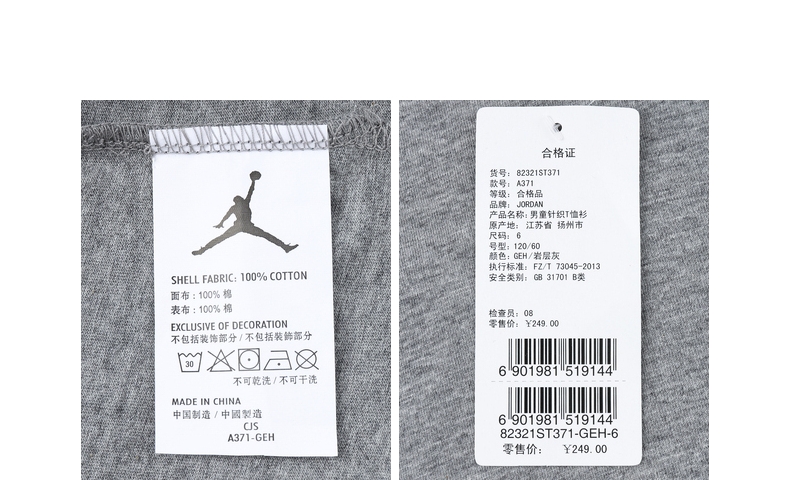 SHELL FABRIC: 100% COTTON
面布：100% 棉
表布：100% 棉
EXCLUSIVE OF DECORATION
不包括装饰部分 / 不包括裝飾部分
30
不可乾洗 / 不可干洗
MADE IN CHINA
中国制造 / 中國製造
CJS
A371-GEH
合格证
货号：82321ST371
款号：A371
等级：合格品
品牌：JORDAN
产品名称：男童针织T恤衫
原产地：江苏省 扬州市
尺码：6
号型：120/60
颜色：GEH/岩层灰
执行标准：FZ/T 73045-2013
安全类别：GB 31701 B类
检查员：08
零售价：￥249.00
6 901981 519144
6 901981 519144
82321ST371-GEH-6
零售价：￥249.00